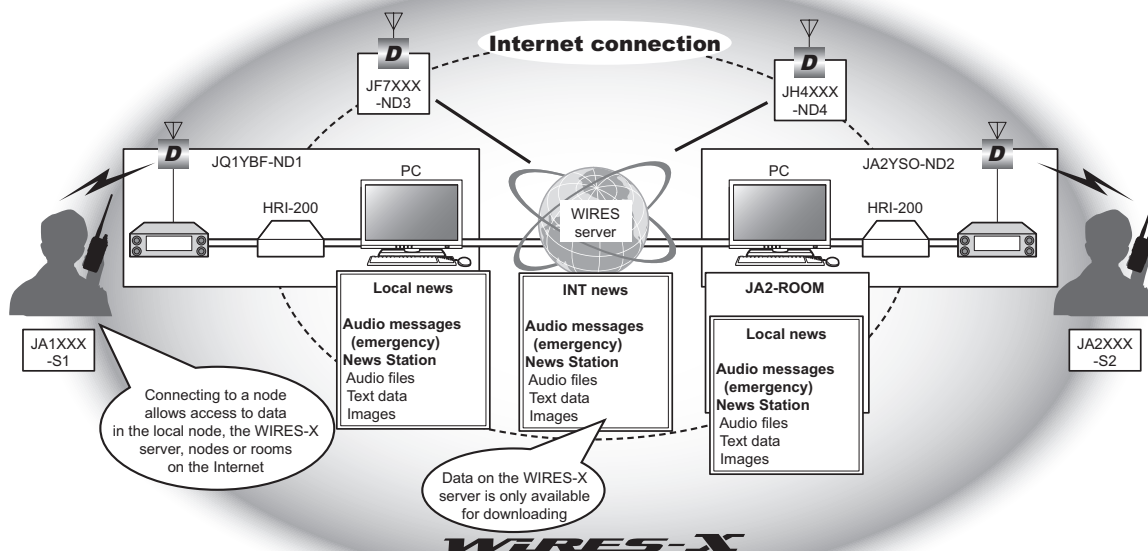 Internet connection
D
JF7XXX
-ND3
D
JH4XXX
-ND4
D
JQ1YBF-ND1
PC
HRI-200
WIRES
server
D
JA2YSO-ND2
PC
HRI-200
JA1XXX
-S1
JA2XXX
-S2
Local news
Audio messages
(emergency)
News Station
Audio files
Text data
Images
INT news
Audio messages
(emergency)
News Station
Audio files
Text data
Images
JA2-ROOM
Local news
Audio messages
(emergency)
News Station
Audio files
Text data
Images
Connecting to a node
allows access to data
in the local node, the WIRES-X
server, nodes or rooms
on the Internet
Data on the WIRES-X
server is only available
for downloading
WIRES-X